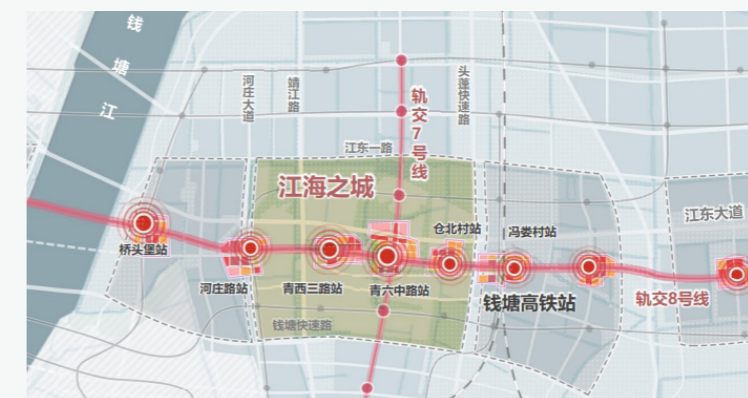 钱塘江
河庄大道
靖江路
轨交7号线
头蓬快速路
江东一路
江海之城
仓北村站
冯娄村站
江东大道
桥头堡站
河庄路站
青西三路站
青六中路站
钱塘高铁站
轨交8号线
钱塘快速路